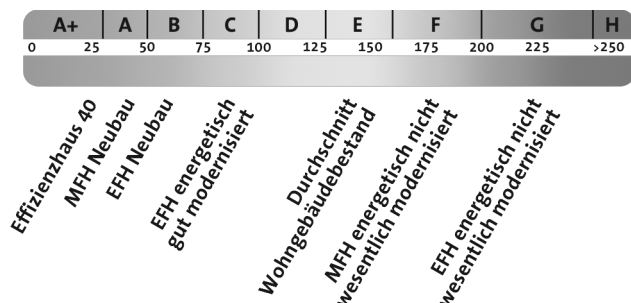 A+ A B C D E F G H
0 25 50 75 100 125 150 175 200 225 >250
Effizienzhaus 40
MFH Neubau
EFH Neubau
EFH energetisch
gut modernisiert
Durchschnitt
Wohngebäudebestand
MFH energetisch nicht
wesentlich modernisiert
EFH energetisch nicht
wesentlich modernisiert